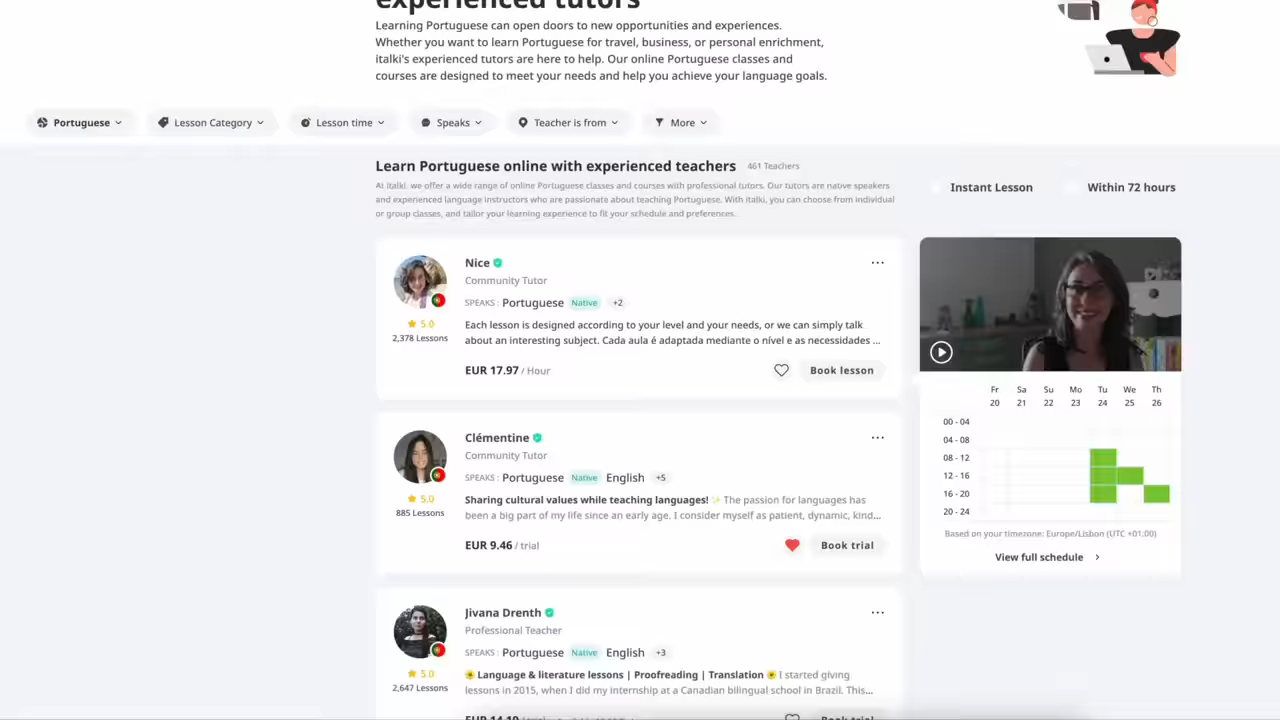 experienced tutors
Learning Portuguese can open doors to new opportunities and experiences.
Whether you want to learn Portuguese for travel, business, or personal enrichment,
italki's experienced tutors are here to help. Our online Portuguese classes and
courses are designed to meet your needs and help you achieve your language goals.
Portuguese Lesson Category Lesson time Speaks Teacher is from More
Learn Portuguese online with experienced teachers 461 Teachers
At italki, we offer a wide range of online Portuguese classes and courses with professional tutors. Our tutors are native speakers
and experienced language instructors who are passionate about teaching Portuguese. With italki, you can choose from individual
or group classes, and tailor your learning experience to fit your schedule and preferences.
Instant Lesson Within 72 hours
Nice
Community Tutor
SPEAKS : Portuguese Native +2
5.0
2,378 Lessons
Each lesson is designed according to your level and your needs, or we can simply talk
about an interesting subject. Cada aula é adaptada mediante o nível e as necessidades ...
EUR 17.97 / Hour
Book lesson
Clémentine
Community Tutor
SPEAKS : Portuguese Native English +5
5.0
885 Lessons
Sharing cultural values while teaching languages! ✨ The passion for languages has
been a big part of my life since an early age. I consider myself as patient, dynamic, kind...
EUR 9.46 / trial
Book trial
Jivana Drenth
Professional Teacher
SPEAKS : Portuguese Native English +3
5.0
2,647 Lessons
🌻 Language & literature lessons | Proofreading | Translation 🌻 I started giving
lessons in 2015, when I did my internship at a Canadian bilingual school in Brazil. This...
Fr Sa Su Mo Tu We Th
20 21 22 23 24 25 26
00 - 04
04 - 08
08 - 12
12 - 16
16 - 20
20 - 24
Based on your timezone: Europe/Lisbon (UTC +01:00)
View full schedule